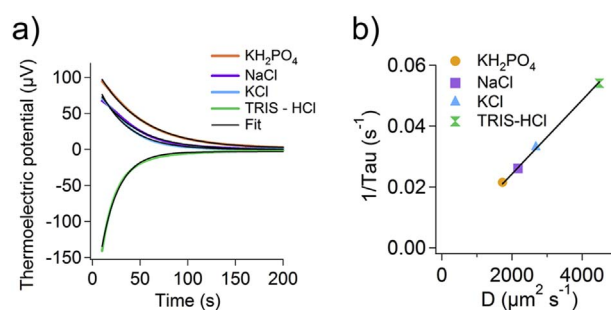 a)
Thermoelectric potential (µV)
100
50
0
-50
-100
-150
0
50
100
150
200
Time (s)
KH₂PO₄
NaCl
KCl
TRIS - HCl
Fit
b)
1/Tau (s⁻¹)
0.06
0.04
0.02
0.00
0
2000
4000
D (µm² s⁻¹)
KH₂PO₄
NaCl
KCl
TRIS-HCl